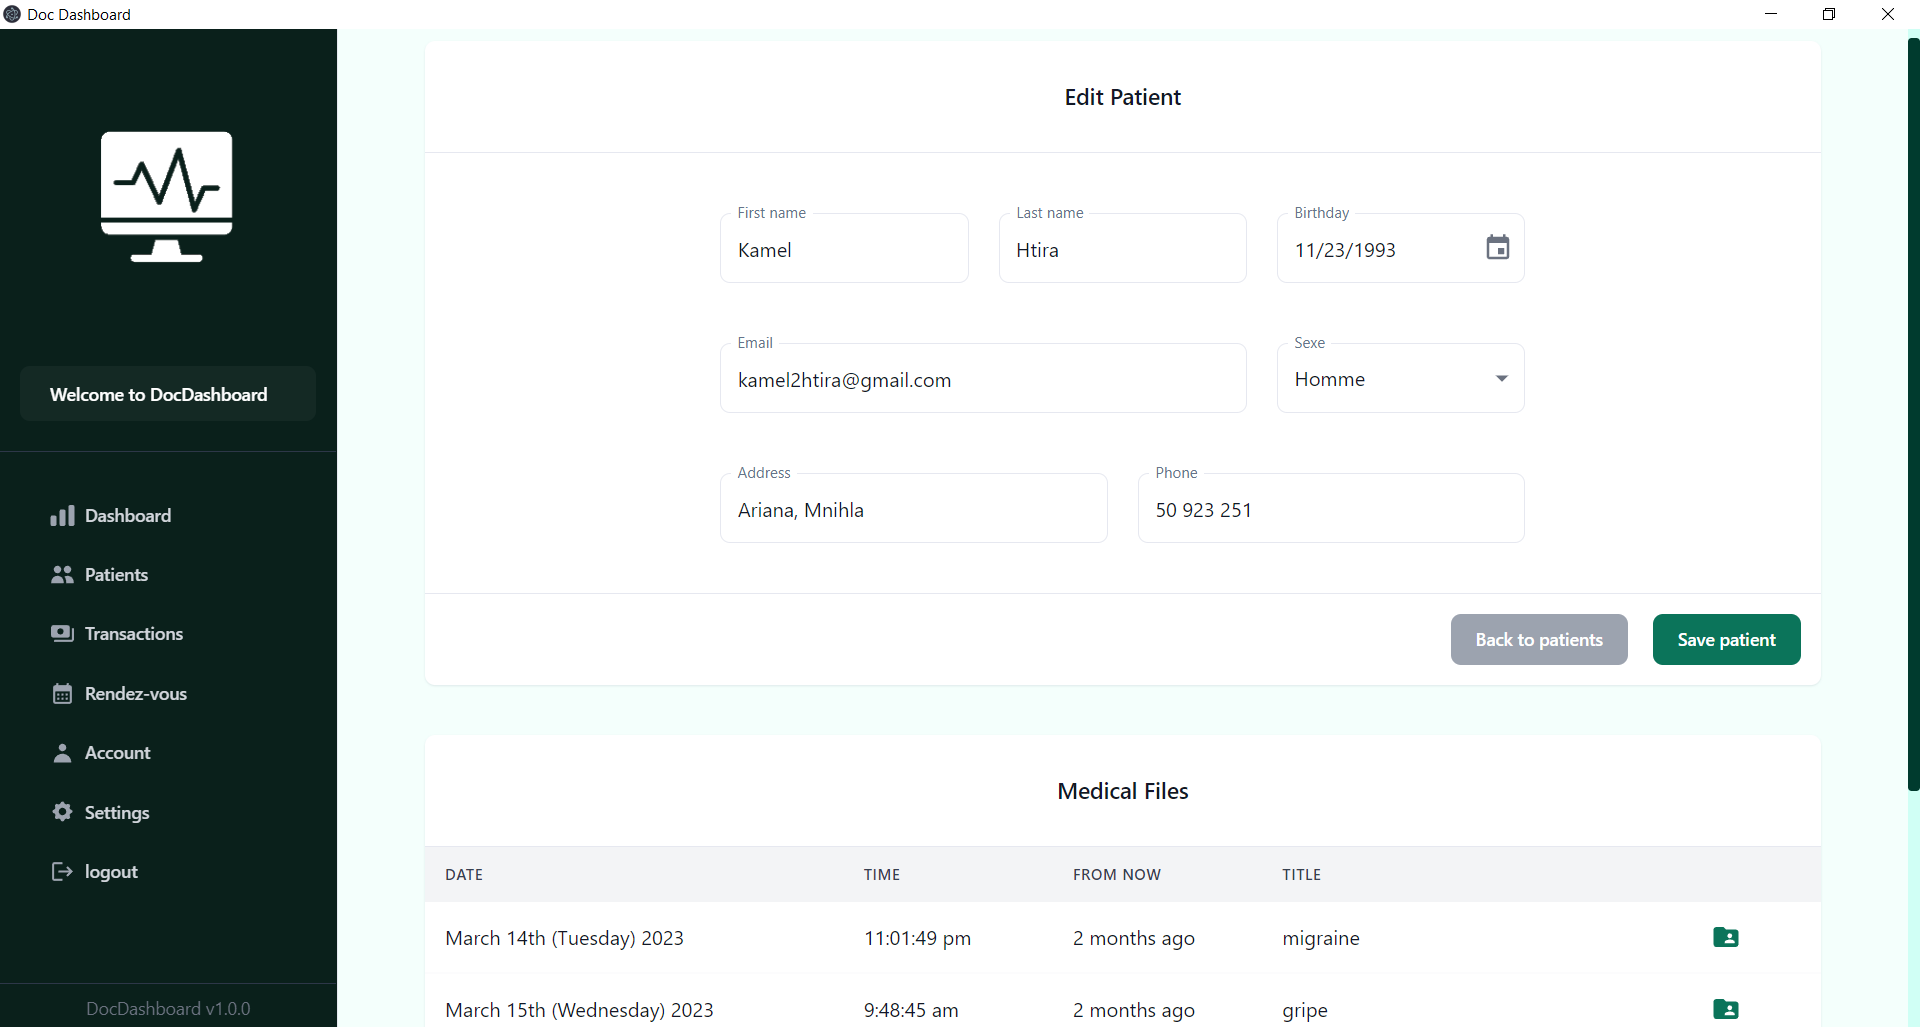 Doc Dashboard
Welcome to DocDashboard
Dashboard
Patients
Transactions
Rendez-vous
Account
Settings
logout
DocDashboard v1.0.0
Edit Patient
First name
Kamel
Last name
Htira
Birthday
11/23/1993
Email
kamel2htira@gmail.com
Sexe
Homme
Address
Ariana, Mnihla
Phone
50 923 251
Back to patients
Save patient
Medical Files
DATE TIME FROM NOW TITLE
March 14th (Tuesday) 2023 11:01:49 pm 2 months ago migraine
March 15th (Wednesday) 2023 9:48:45 am 2 months ago gripe